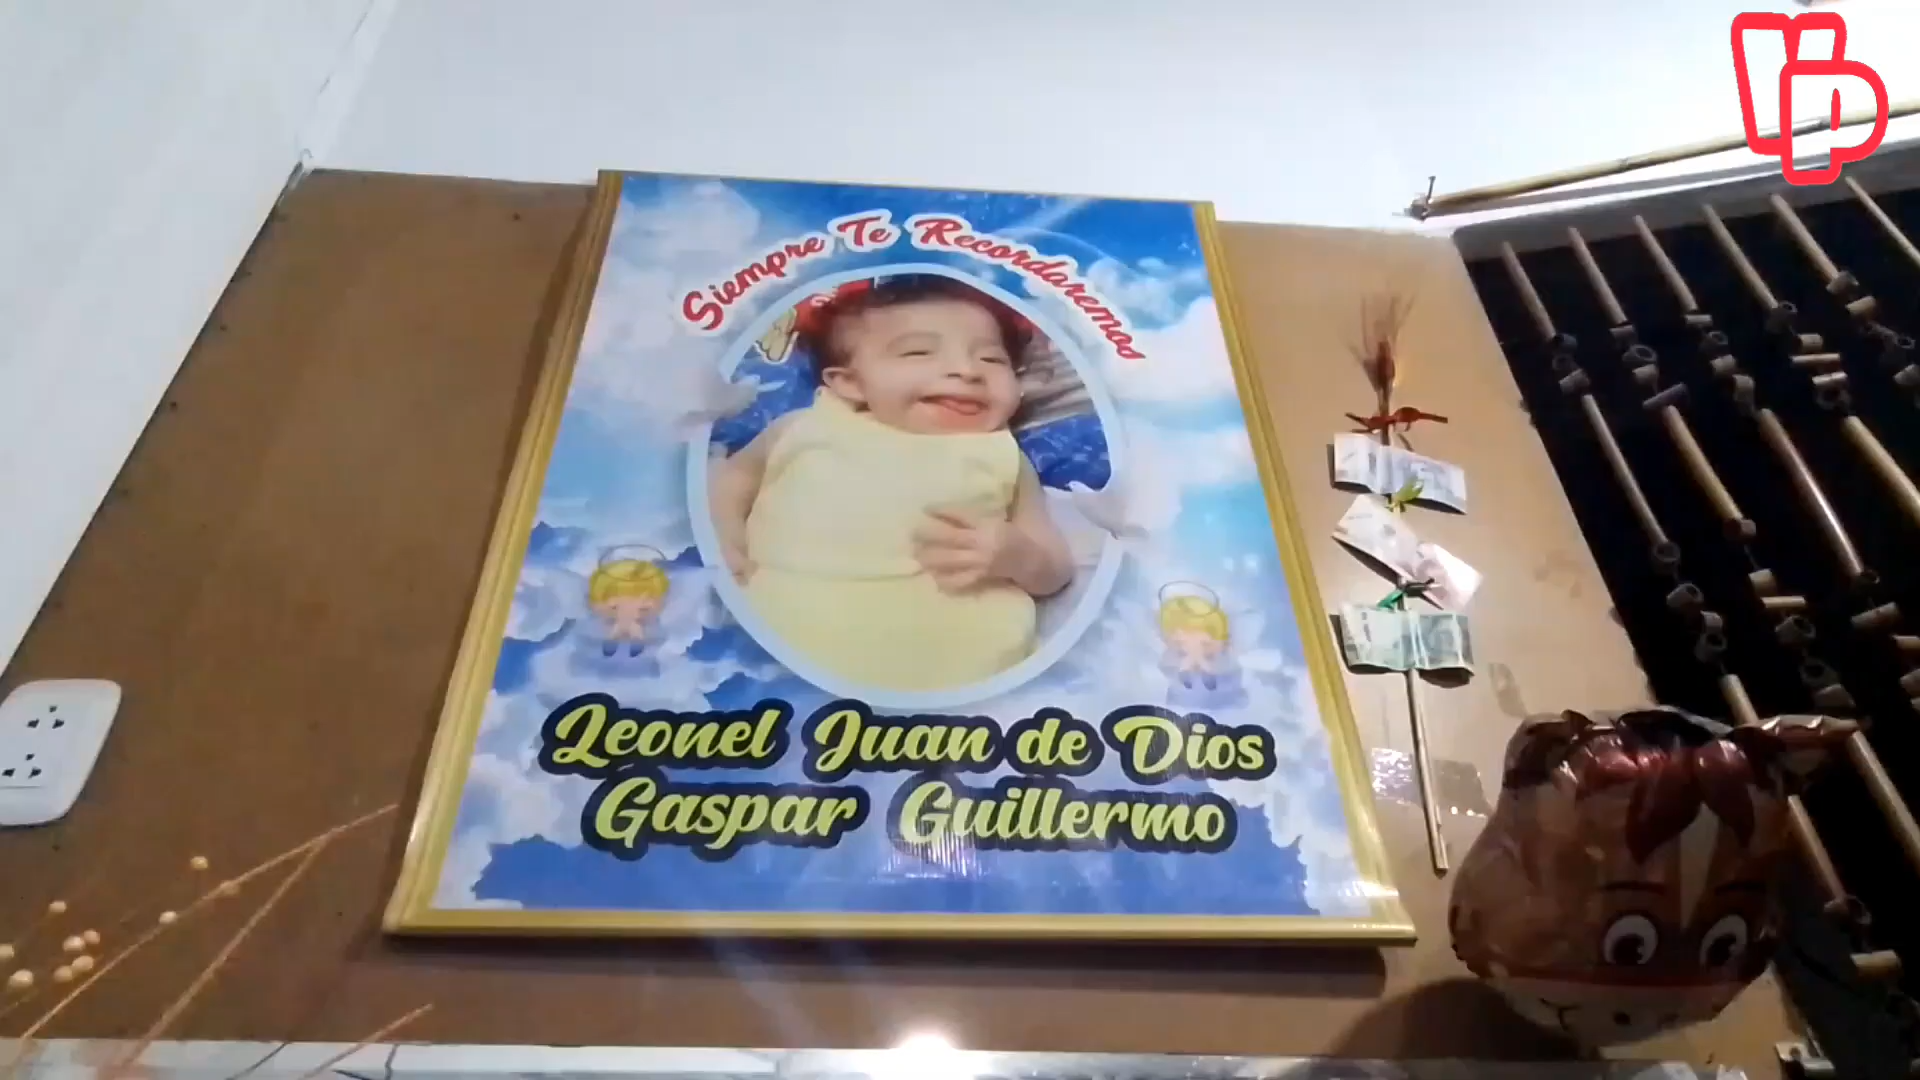 Siempre Te Recordaremos
Leonel Juan de Dios
Gaspar Guillermo